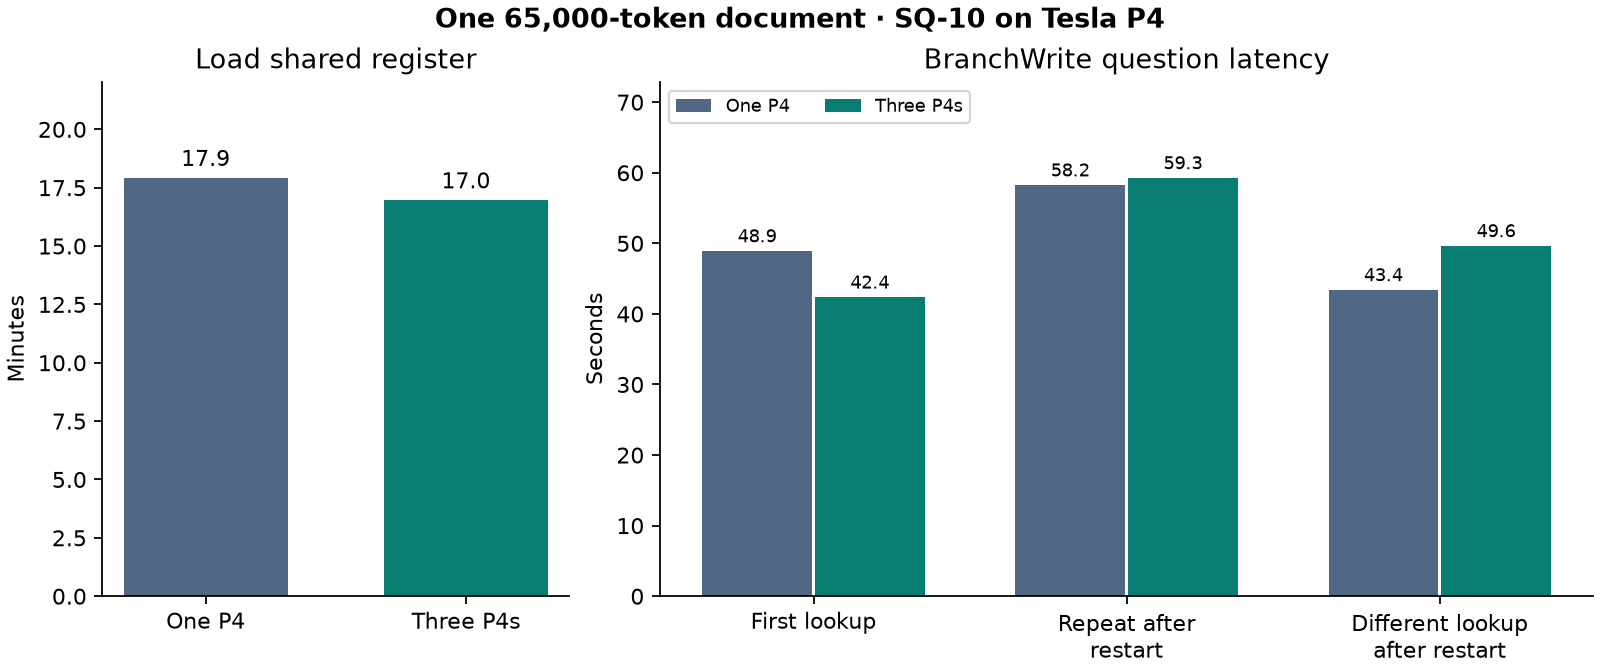 One 65,000-token document · SQ-10 on Tesla P4
Load shared register
Minutes
20.0
17.5
15.0
12.5
10.0
7.5
5.0
2.5
0.0
17.9
17.0
One P4
Three P4s
BranchWrite question latency
One P4
Three P4s
Seconds
70
60
50
40
30
20
10
0
48.9
42.4
58.2
59.3
43.4
49.6
First lookup
Repeat after
restart
Different lookup
after restart